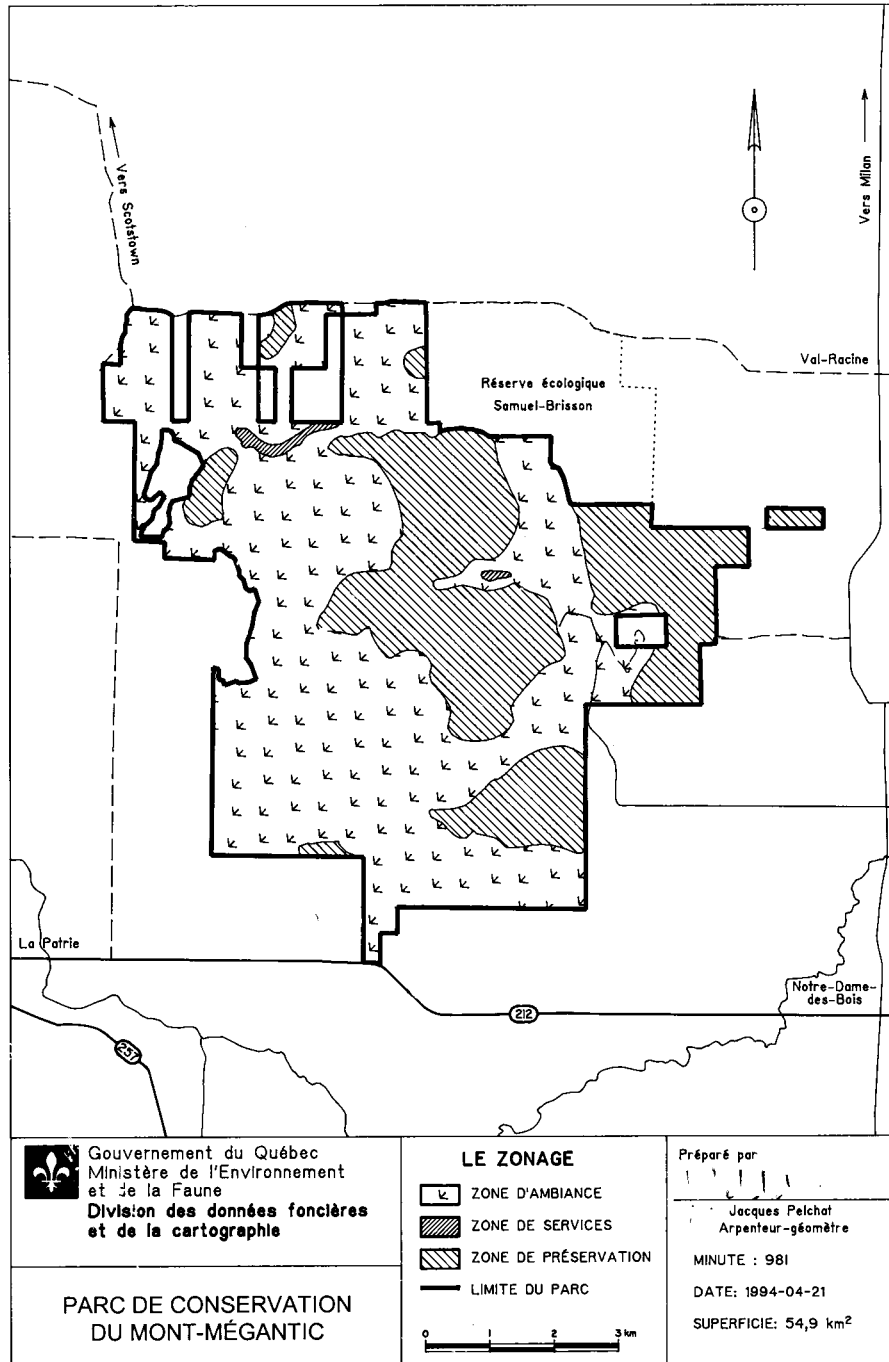 Vers Scotstown
Vers Milan
Val-Racine
Réserve écologique
Samuel-Brisson
La Patrie
Notre-Dame-
des-Bois
212
257
Gouvernement du Québec
Ministère de l'Environnement
et de la Faune
Division des données foncières
et de la cartographie
PARC DE CONSERVATION
DU MONT-MÉGANTIC
LE ZONAGE
ZONE D'AMBIANCE
ZONE DE SERVICES
ZONE DE PRÉSERVATION
LIMITE DU PARC
0 1 2 3 km
Préparé par
Jacques Pelchat
Arpenteur-géomètre
MINUTE : 981
DATE: 1994-04-21
SUPERFICIE: 54,9 km²